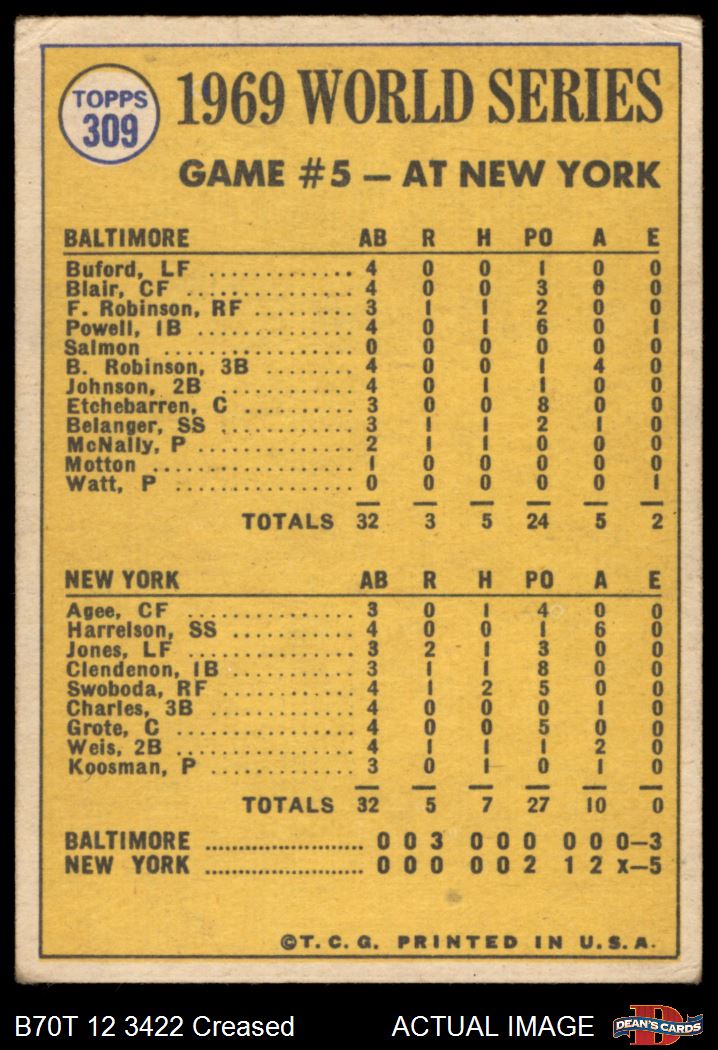 TOPPS
309
1969 WORLD SERIES
GAME #5 — AT NEW YORK
BALTIMORE AB R H PO A E
Buford, LF ............. 4 0 0 1 0 0
Blair, CF ............... 4 0 0 3 0 0
F. Robinson, RF ......... 3 1 1 2 0 0
Powell, 1B .............. 4 0 1 6 0 1
Salmon ................. 0 0 0 0 0 0
B. Robinson, 3B ........ 4 0 0 1 4 0
Johnson, 2B ............ 4 0 1 1 0 0
Etchebarren, C .......... 3 0 0 8 0 0
Belanger, SS ............ 3 1 1 2 1 0
McNally, P .............. 2 1 1 0 0 0
Motton .................. 1 0 0 0 0 0
Watt, P ................ 0 0 0 0 0 1
TOTALS 32 3 5 24 5 2
NEW YORK AB R H PO A E
Agee, CF ............... 3 0 1 4 0 0
Harrelson, SS ........... 4 0 0 1 6 0
Jones, LF ............... 3 2 1 3 0 0
Clendenon, 1B ........... 3 1 1 8 0 0
Swoboda, RF ............ 4 1 2 5 0 0
Charles, 3B ............. 4 0 0 0 1 0
Grote, C ................ 4 0 0 5 0 0
Weis, 2B ................ 4 1 1 1 2 0
Koosman, P ............. 3 0 1 0 1 0
TOTALS 32 5 7 27 10 0
BALTIMORE ....................... 0 0 3 0 0 0 0 0 0—3
NEW YORK ....................... 0 0 0 0 0 2 1 2 x—5
©T.C.G. PRINTED IN U.S.A.
B70T 12 3422 Creased ACTUAL IMAGE DEAN'S CARDS